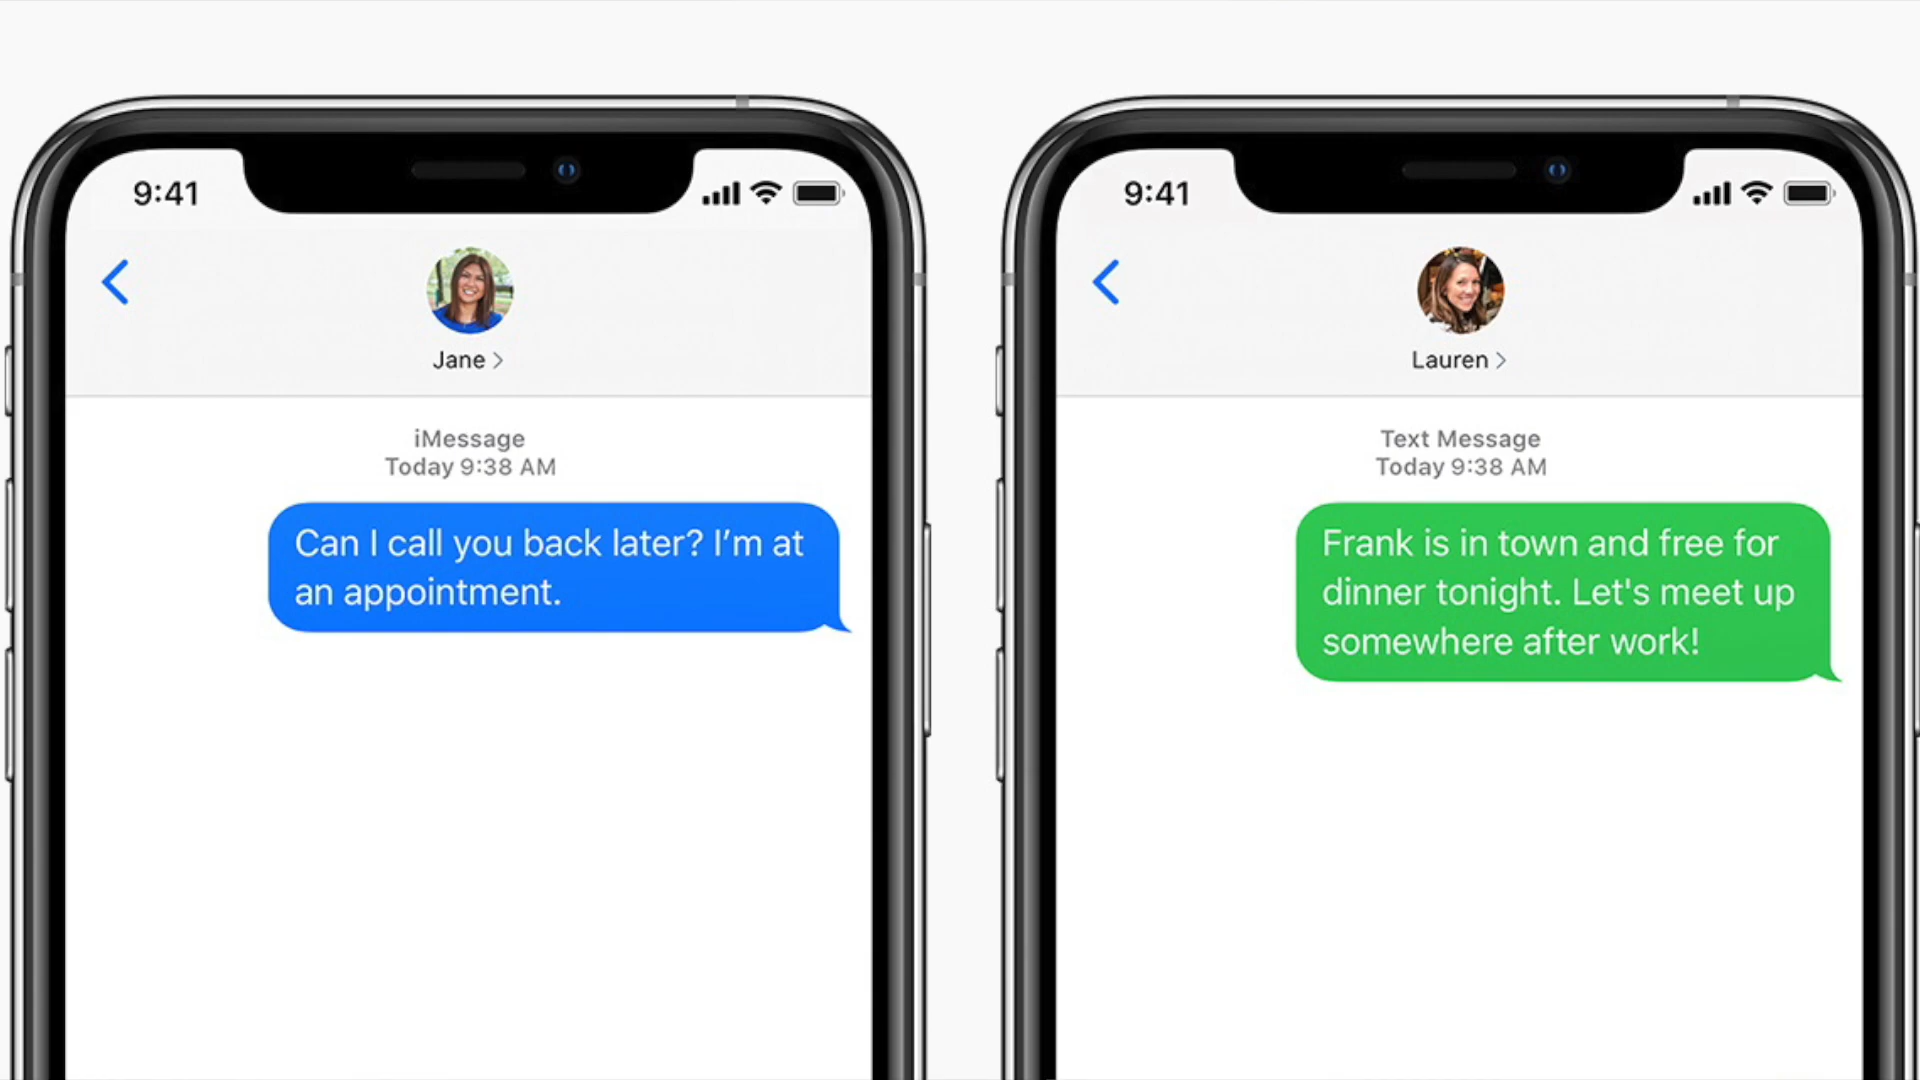 9:41
Jane
iMessage
Today 9:38 AM
Can I call you back later? I’m at
an appointment.
9:41
Lauren
Text Message
Today 9:38 AM
Frank is in town and free for
dinner tonight. Let's meet up
somewhere after work!